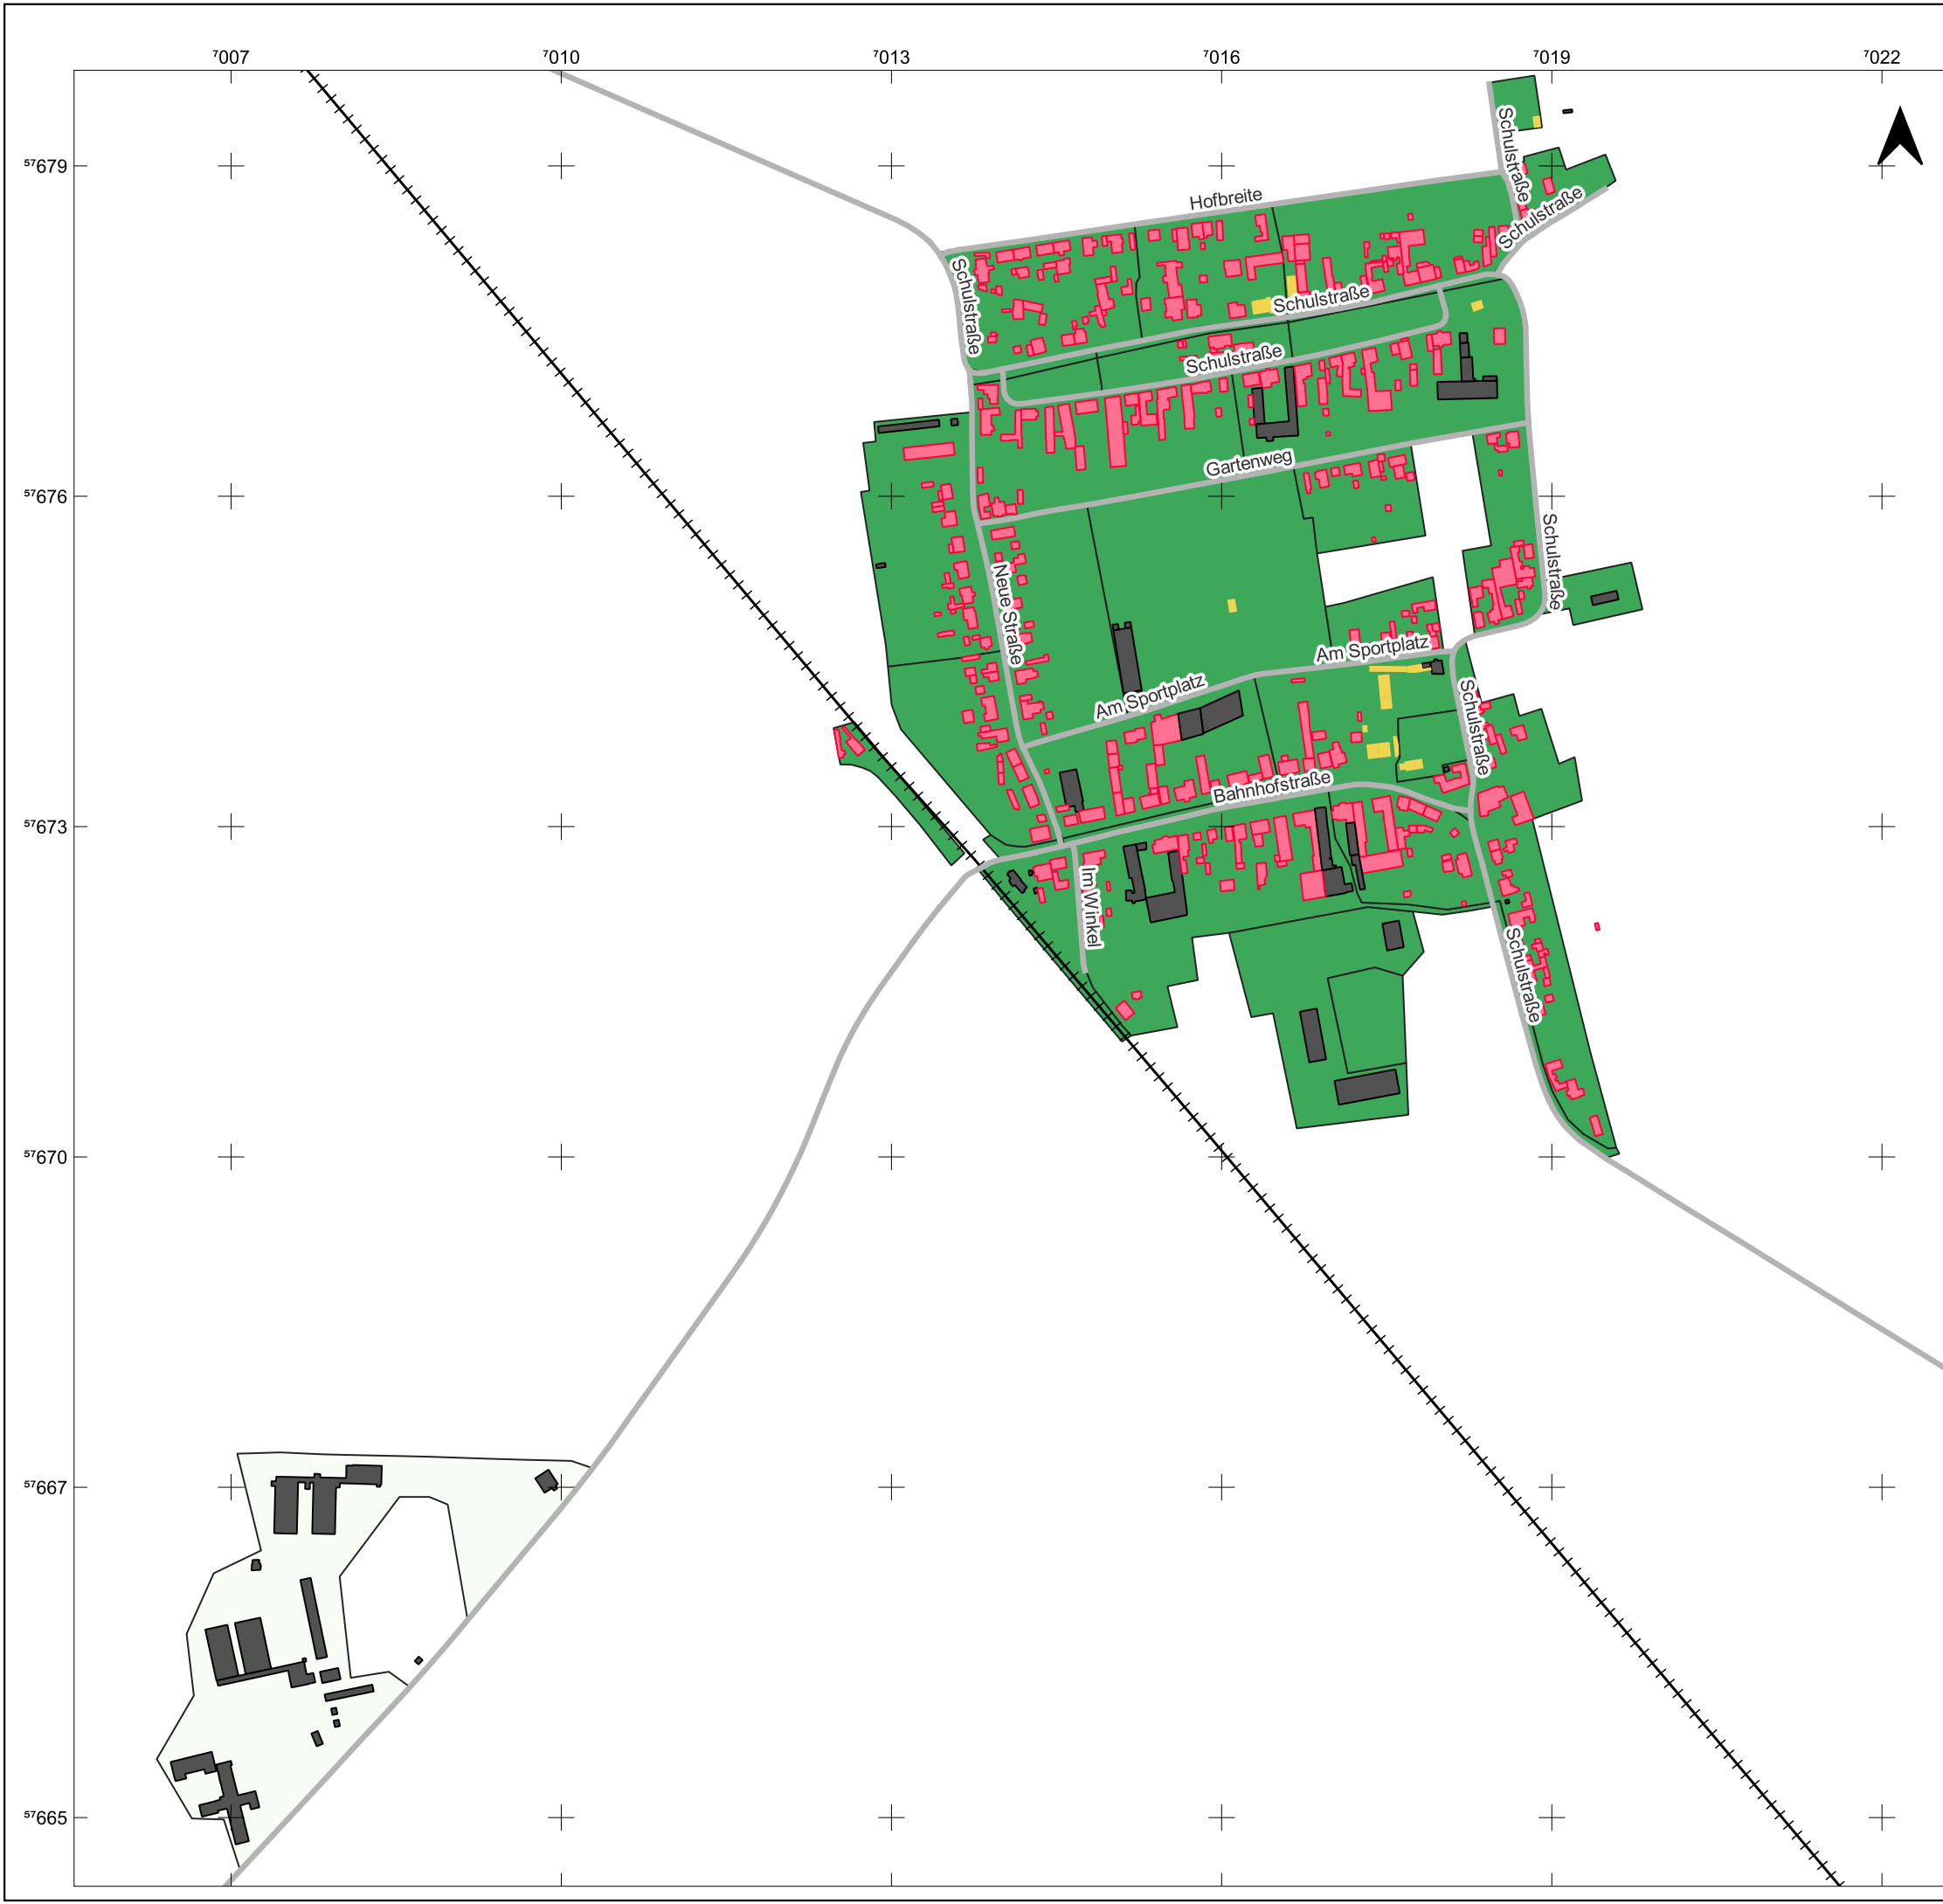 7007 7010 7013 7016 7019 7022
57679
Schulstraße
Schulstraße
Hofbreite
Schulstraße
Schulstraße
Schulstraße
Gartenweg
57676
Schulstraße
Neue Straße
Am Sportplatz
Am Sportplatz
Schulstraße
Bahnhofstraße
57673
Im Winkel
Schulstraße
57670
57667
57665